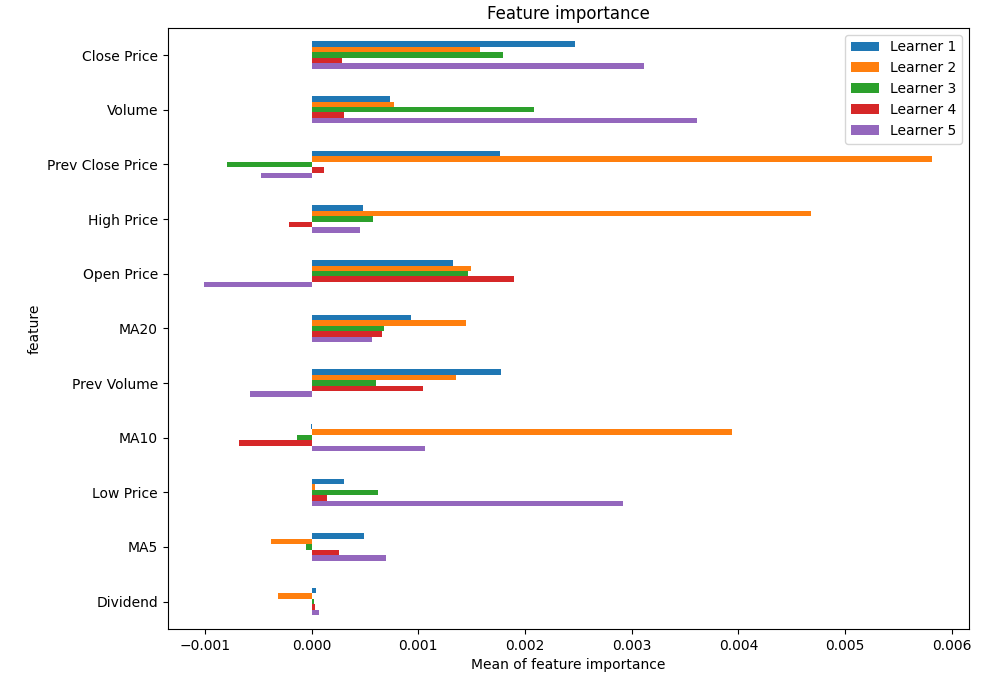 Feature importance
Learner 1
Learner 2
Learner 3
Learner 4
Learner 5
feature
Close Price
Volume
Prev Close Price
High Price
Open Price
MA20
Prev Volume
MA10
Low Price
MA5
Dividend
−0.001 0.000 0.001 0.002 0.003 0.004 0.005 0.006
Mean of feature importance